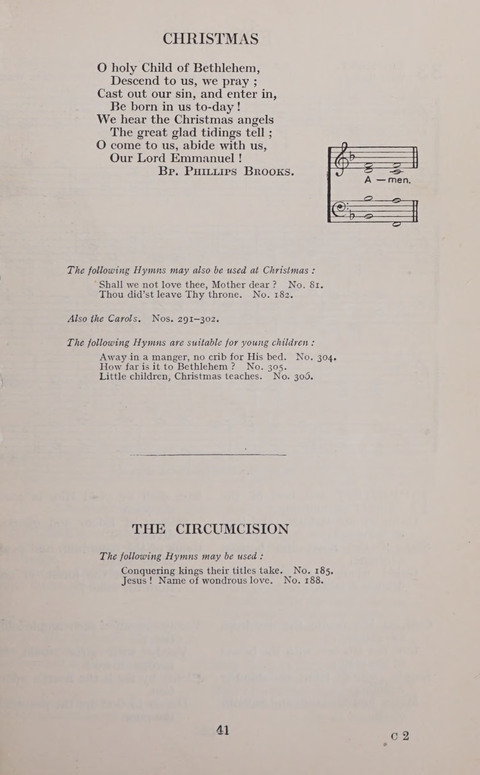 CHRISTMAS
O holy Child of Bethlehem,
Descend to us, we pray ;
Cast out our sin, and enter in,
Be born in us to-day !
We hear the Christmas angels
The great glad tidings tell ;
O come to us, abide with us,
Our Lord Emmanuel !
Bp. Phillips Brooks.
A — men.
The following Hymns may also be used at Christmas :
Shall we not love thee, Mother dear ? No. 81.
Thou did'st leave Thy throne. No. 182.
Also the Carols. Nos. 291–302.
The following Hymns are suitable for young children :
Away in a manger, no crib for His bed. No. 304.
How far is it to Bethlehem ? No. 305.
Little children, Christmas teaches. No. 306.
THE CIRCUMCISION
The following Hymns may be used :
Conquering kings their titles take. No. 185.
Jesus ! Name of wondrous love. No. 188.
41
C 2